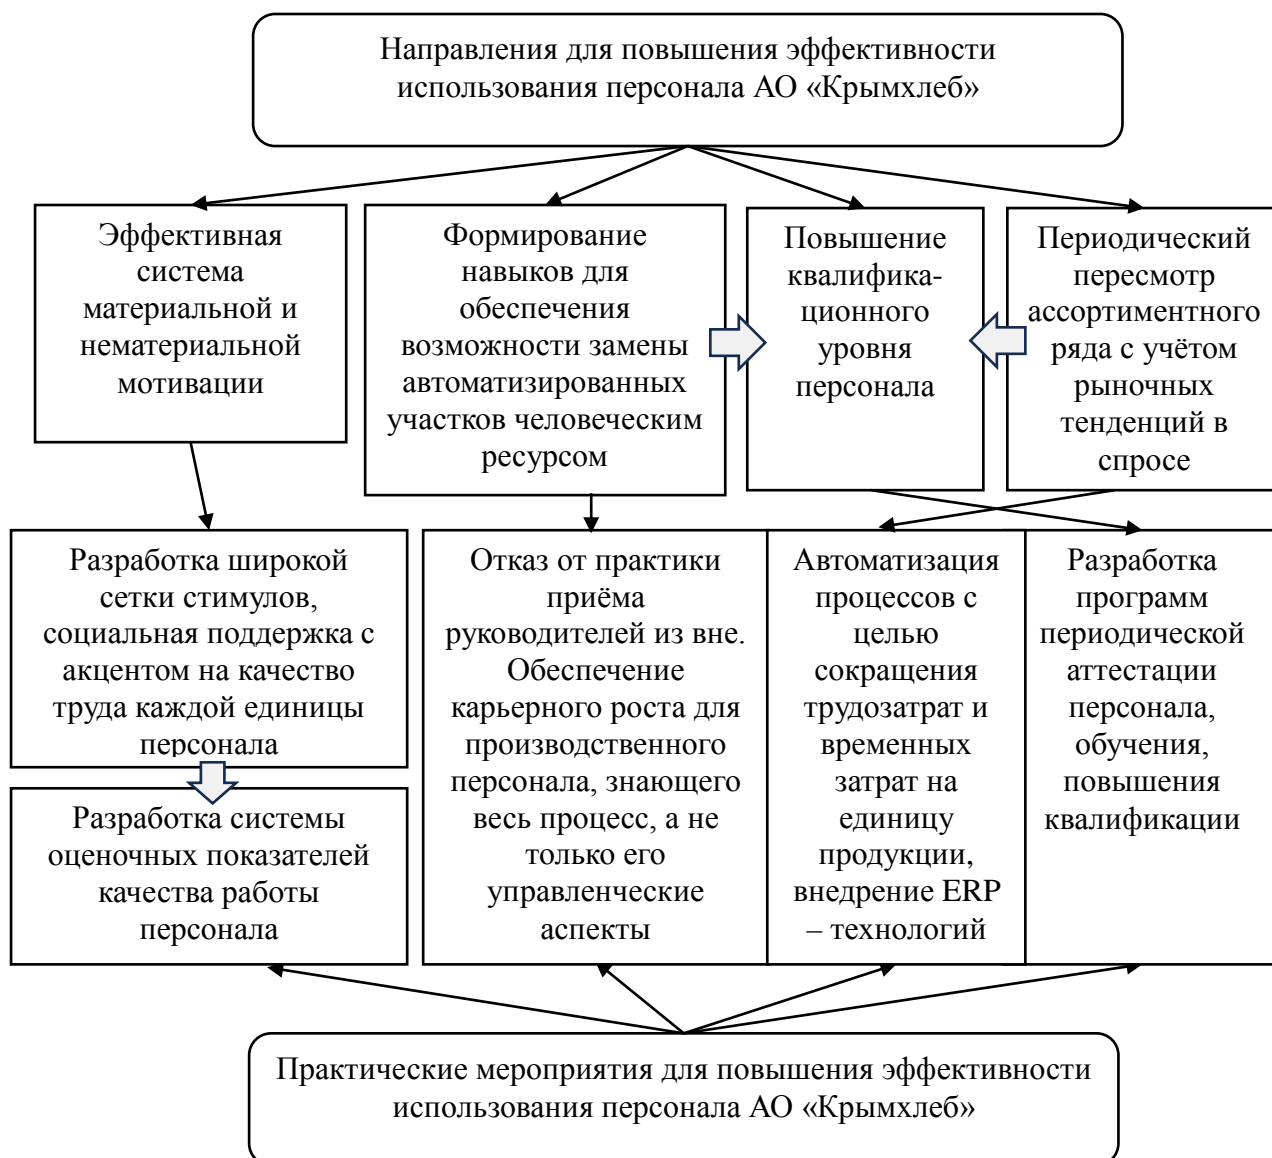 Направления для повышения эффективности
использования персонала АО «Крымхлеб»
Эффективная
система
материальной и
нематериальной
мотивации
Формирование
навыков для
обеспечения
возможности замены
автоматизированных
участков человеческим
ресурсом
Повышение
квалифика-
ционного
уровня
персонала
Периодический
пересмотр
ассортиментного
ряда с учётом
рыночных
тенденций в
спросе
Разработка широкой
сетки стимулов,
социальная поддержка с
акцентом на качество
труда каждой единицы
персонала
Разработка системы
оценочных показателей
качества работы
персонала
Отказ от практики
приёма
руководителей из вне.
Обеспечение
карьерного роста для
производственного
персонала, знающего
весь процесс, а не
только его
управленческие
аспекты
Автоматизация
процессов с
целью
сокращения
трудозатрат и
временных
затрат на
единицу
продукции,
внедрение ERP
– технологий
Разработка
программ
периодической
аттестации
персонала,
обучения,
повышения
квалификации
Практические мероприятия для повышения эффективности
использования персонала АО «Крымхлеб»